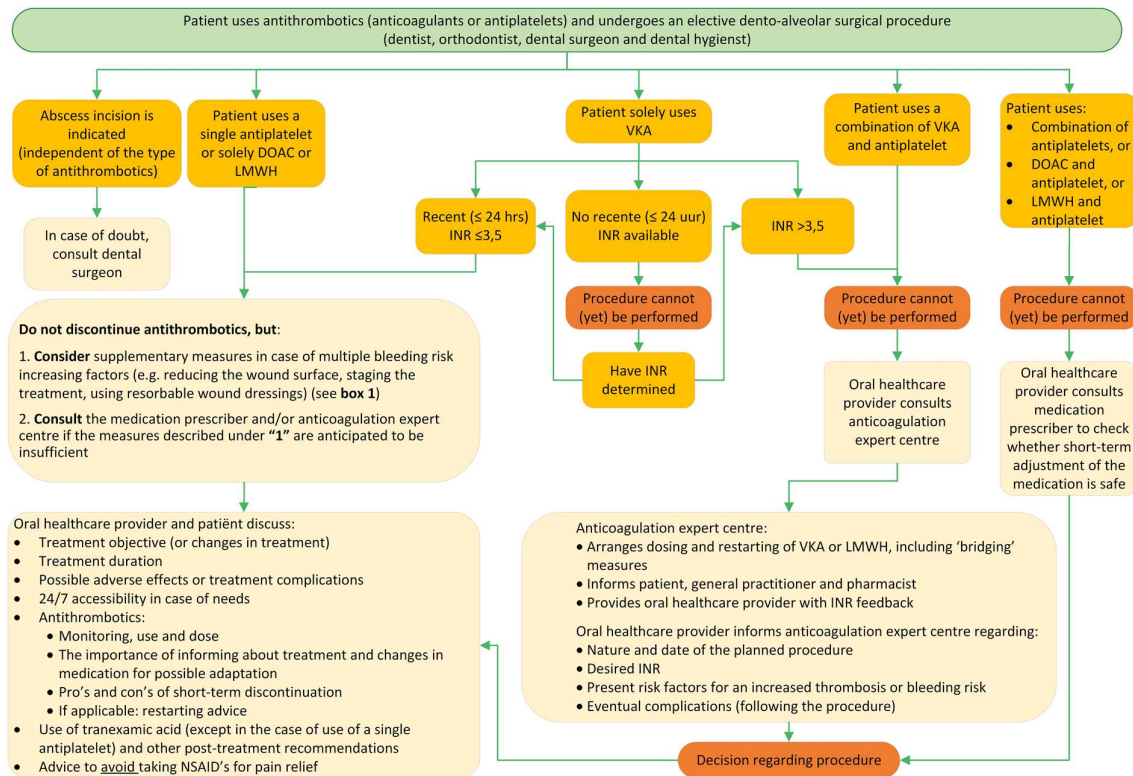 Patient uses antithrombotics (anticoagulants or antiplatelets) and undergoes an elective dento-alveolar surgical procedure
(dentist, orthodontist, dental surgeon and dental hygienst)
Abscess incision is
indicated
(independent of the type
of antithrombotics)
In case of doubt,
consult dental
surgeon
Patient uses a
single antiplatelet
or solely DOAC or
LMWH
Patient solely uses
VKA
Recent (≤ 24 hrs)
INR ≤3,5
No recente (≤ 24 uur)
INR available
INR >3,5
Procedure cannot
(yet) be performed
Have INR
determined
Patient uses a
combination of VKA
and antiplatelet
Procedure cannot
(yet) be performed
Oral healthcare
provider consults
anticoagulation
expert centre
Patient uses:
• Combination of
antiplatelets, or
• DOAC and
antiplatelet, or
• LMWH and
antiplatelet
Procedure cannot
(yet) be performed
Oral healthcare
provider consults
medication
prescriber to check
whether short-term
adjustment of the
medication is safe
Do not discontinue antithrombotics, but:
1. Consider supplementary measures in case of multiple bleeding risk
increasing factors (e.g. reducing the wound surface, staging the
treatment, using resorbable wound dressings) (see box 1)
2. Consult the medication prescriber and/or anticoagulation expert
centre if the measures described under “1” are anticipated to be
insufficient
Oral healthcare provider and patiënt discuss:
• Treatment objective (or changes in treatment)
• Treatment duration
• Possible adverse effects or treatment complications
• 24/7 accessibility in case of needs
• Antithrombotics:
• Monitoring, use and dose
• The importance of informing about treatment and changes in
medication for possible adaptation
• Pro's and con's of short-term discontinuation
• If applicable: restarting advice
• Use of tranexamic acid (except in the case of use of a single
antiplatelet) and other post-treatment recommendations
• Advice to avoid taking NSAID's for pain relief
Anticoagulation expert centre:
• Arranges dosing and restarting of VKA or LMWH, including ‘bridging’
measures
• Informs patient, general practitioner and pharmacist
• Provides oral healthcare provider with INR feedback
Oral healthcare provider informs anticoagulation expert centre regarding:
• Nature and date of the planned procedure
• Desired INR
• Present risk factors for an increased thrombosis or bleeding risk
• Eventual complications (following the procedure)
Decision regarding procedure